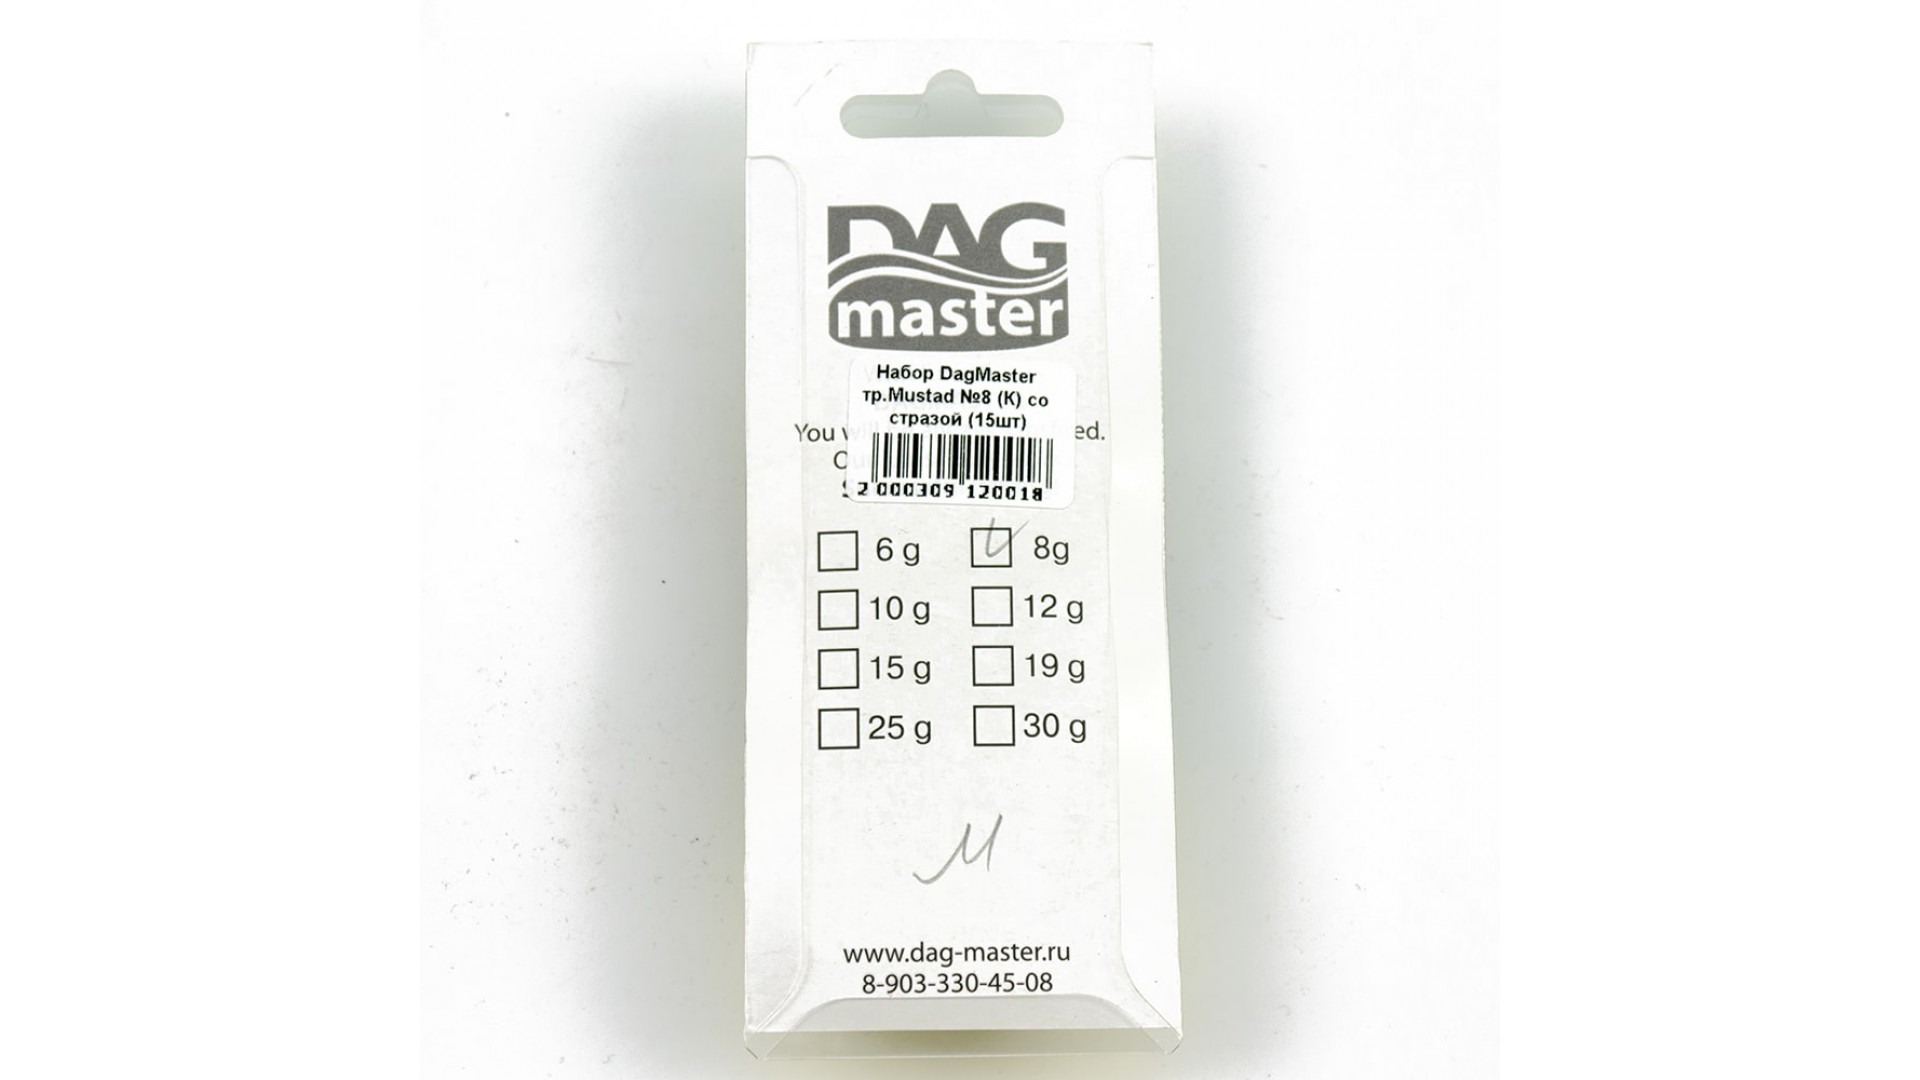 DAG
master
Набор DagMaster
тр.Mustad №8 (К) со
стразой (15шт)
You will ed.
2 000309 120018
6 g 8g
10 g 12 g
15 g 19 g
25 g 30 g
М
www.dag-master.ru
8-903-330-45-08